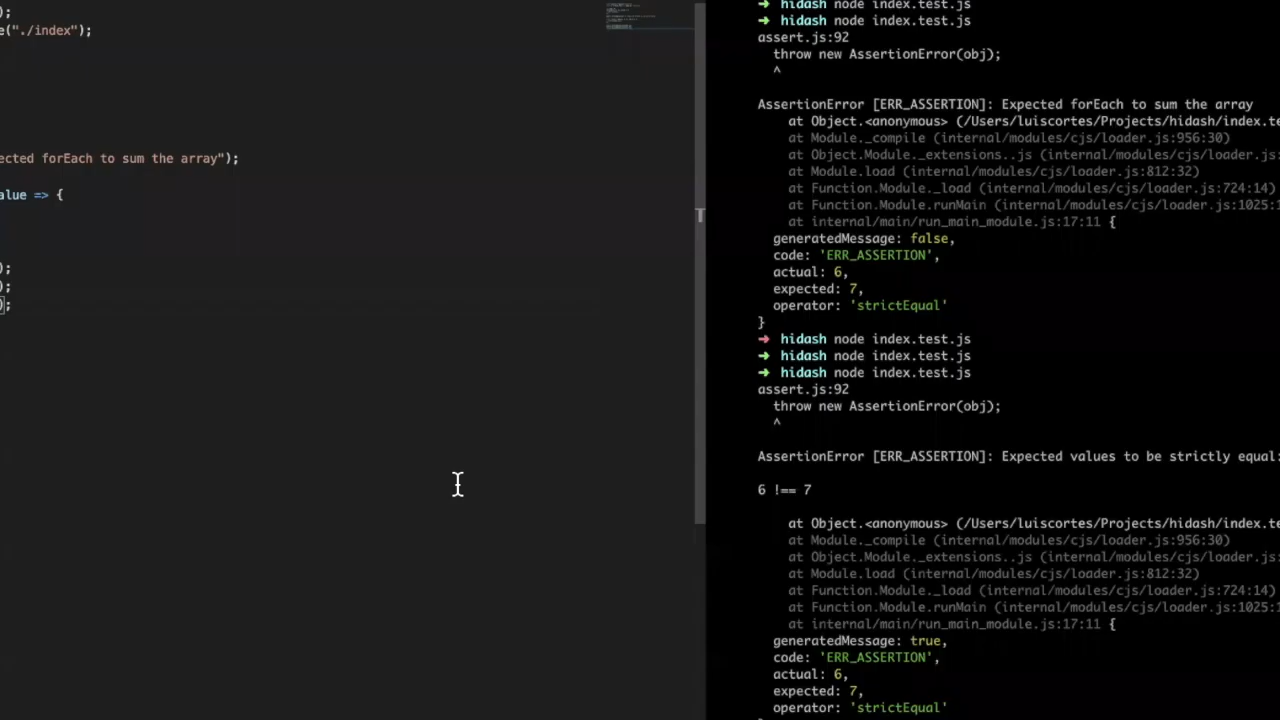 );
e("./index");
ected forEach to sum the array");
alue => {
);
);
);
➜ hidash node index.test.js
➜ hidash node index.test.js
assert.js:92
throw new AssertionError(obj);
^
AssertionError [ERR_ASSERTION]: Expected forEach to sum the array
at Object.<anonymous> (/Users/luiscortes/Projects/hidash/index.te
at Module._compile (internal/modules/cjs/loader.js:956:30)
at Object.Module._extensions..js (internal/modules/cjs/loader.js:
at Module.load (internal/modules/cjs/loader.js:812:32)
at Function.Module._load (internal/modules/cjs/loader.js:724:14)
at Function.Module.runMain (internal/modules/cjs/loader.js:1025:1
at internal/main/run_main_module.js:17:11 {
generatedMessage: false,
code: 'ERR_ASSERTION',
actual: 6,
expected: 7,
operator: 'strictEqual'
}
➜ hidash node index.test.js
➜ hidash node index.test.js
➜ hidash node index.test.js
assert.js:92
throw new AssertionError(obj);
^
AssertionError [ERR_ASSERTION]: Expected values to be strictly equal:
6 !== 7
at Object.<anonymous> (/Users/luiscortes/Projects/hidash/index.te
at Module._compile (internal/modules/cjs/loader.js:956:30)
at Object.Module._extensions..js (internal/modules/cjs/loader.js:
at Module.load (internal/modules/cjs/loader.js:812:32)
at Function.Module._load (internal/modules/cjs/loader.js:724:14)
at Function.Module.runMain (internal/modules/cjs/loader.js:1025:1
at internal/main/run_main_module.js:17:11 {
generatedMessage: true,
code: 'ERR_ASSERTION',
actual: 6,
expected: 7,
operator: 'strictEqual'